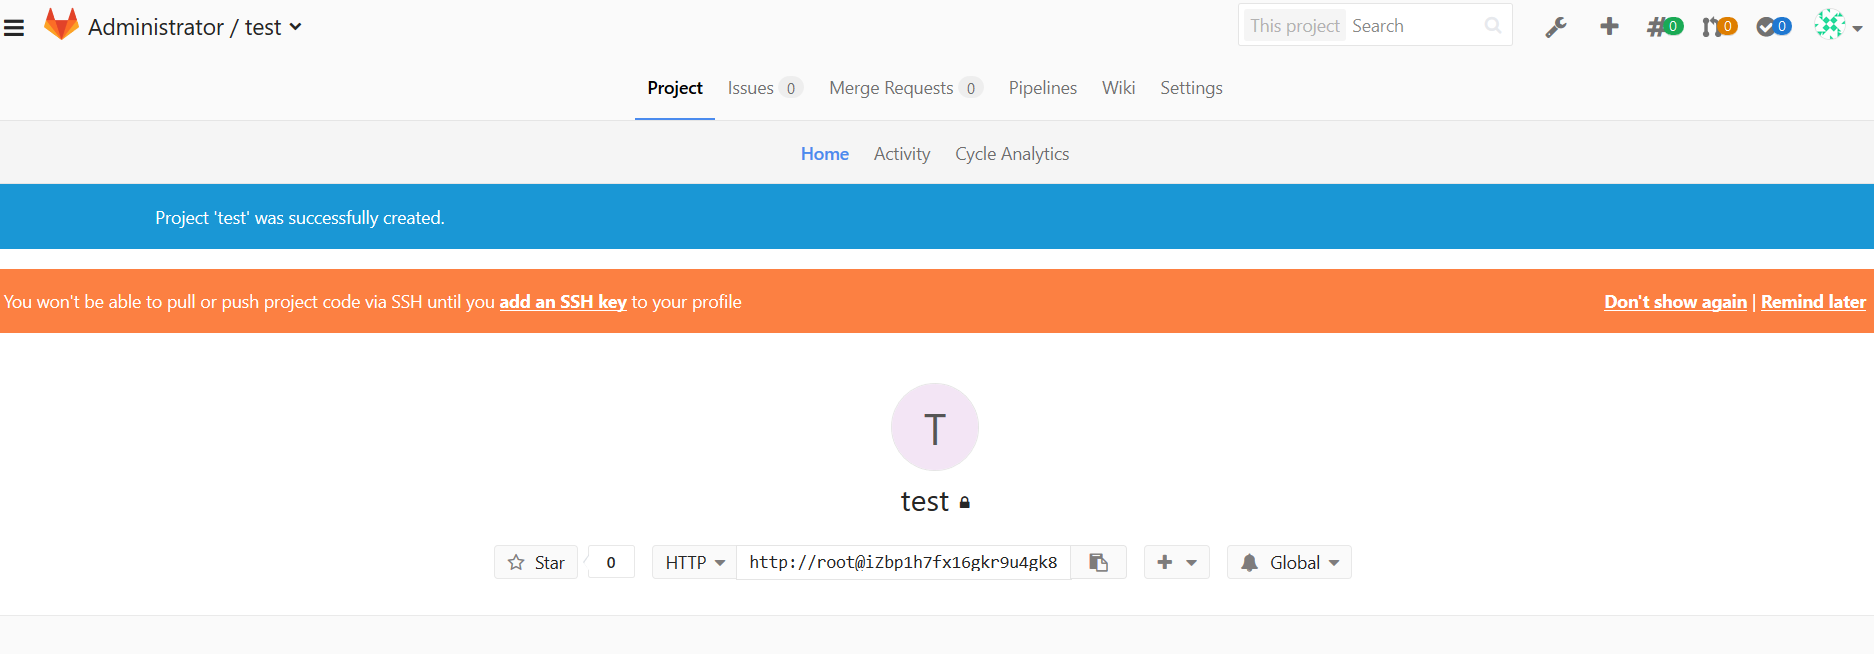 Administrator / test
This project Search
0 0 0
Project Issues 0 Merge Requests 0 Pipelines Wiki Settings
Home Activity Cycle Analytics
Project 'test' was successfully created.
You won't be able to pull or push project code via SSH until you add an SSH key to your profile Don't show again | Remind later
T
test
Star 0 HTTP http://root@iZbp1h7fx16gkr9u4gk8 Global